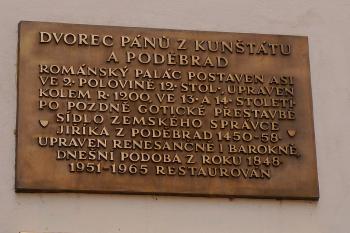 DVOREC PÁNŮ Z KUNŠTÁTU
A PODĚBRAD
ROMÁNSKÝ PALÁC POSTAVEN ASI
VE 2. POLOVINĚ 12. STOL., UPRAVEN
KOLEM R. 1200, VE 13. A 14. STOLETÍ
PO POZDNĚ GOTICKÉ PŘESTAVBĚ
SÍDLO ZEMSKÉHO SPRÁVCE
JIŘÍKA Z PODĚBRAD 1450-58.
UPRAVEN RENESANČNĚ I BAROKNĚ,
DNEŠNÍ PODOBA Z ROKU 1848.
1951-1965 RESTAUROVÁN